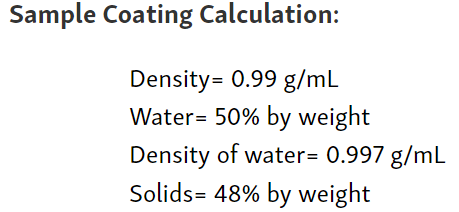 Sample Coating Calculation:
Density= 0.99 g/mL
Water= 50% by weight
Density of water= 0.997 g/mL
Solids= 48% by weight